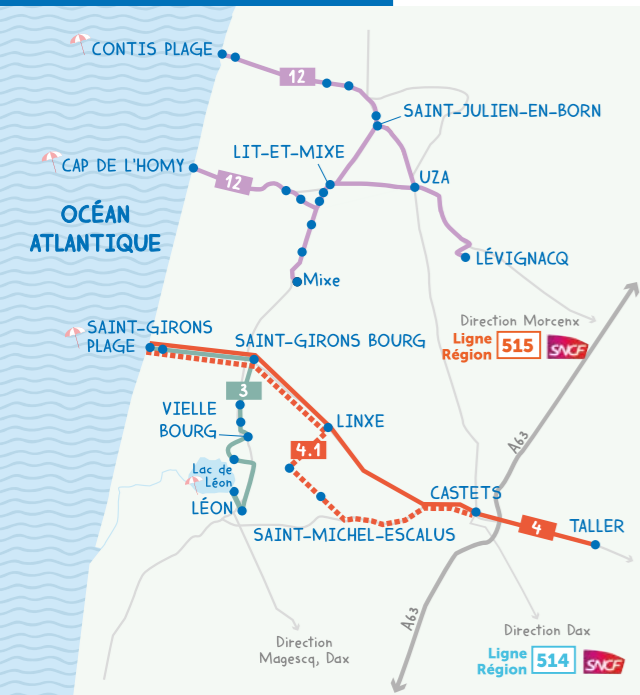 CONTIS PLAGE
12
SAINT-JULIEN-EN-BORN
LIT-ET-MIXE
CAP DE L'HOMY
12
UZA
OCÉAN
ATLANTIQUE
LÉVIGNACQ
Mixe
SAINT-GIRONS
PLAGE
SAINT-GIRONS BOURG
Direction Morcenx
Ligne
Région
515
SNCF
3
VIELLE
BOURG
LINXE
A63
4.1
Lac de
Léon
CASTETS
LÉON
4
TALLER
SAINT-MICHEL-ESCALUS
A63
Direction
Magescq, Dax
Direction Dax
Ligne
Région
514
SNCF